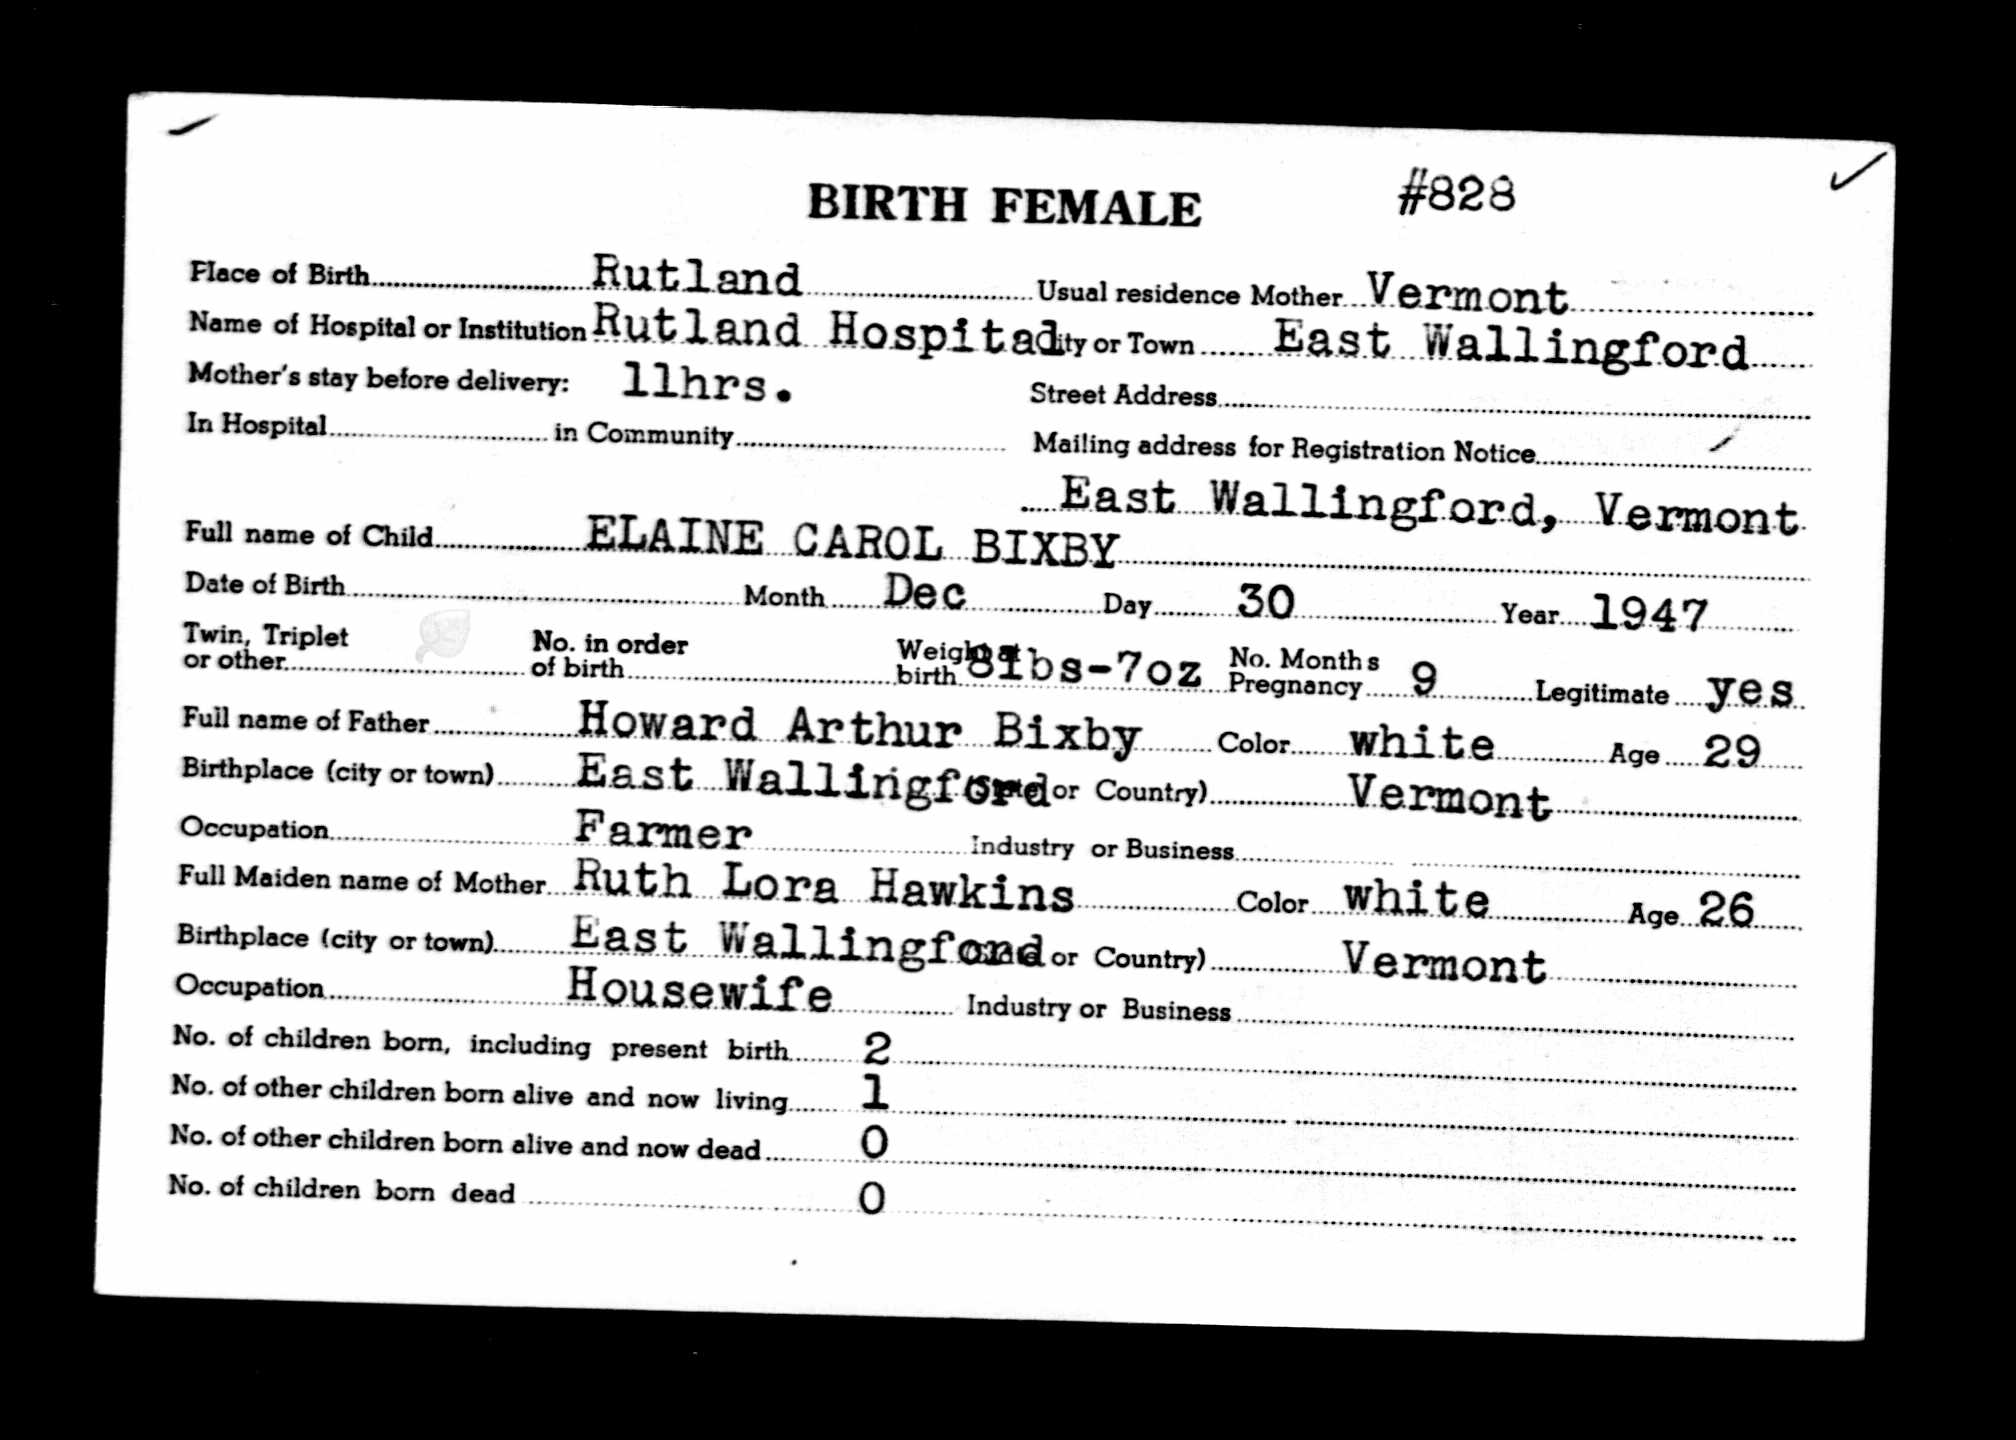 BIRTH FEMALE #828
Place of Birth Rutland Usual residence Mother Vermont
Name of Hospital or Institution Rutland Hospital City or Town East Wallingford
Mother's stay before delivery: 11hrs. Street Address
In Hospital in Community Mailing address for Registration Notice
East Wallingford, Vermont
Full name of Child ELAINE CAROL BIXBY
Date of Birth Month Dec Day 30 Year 1947
Twin, Triplet or other No. in order of birth Weight at birth 8lbs-7oz No. Months Pregnancy 9 Legitimate yes
Full name of Father Howard Arthur Bixby Color white Age 29
Birthplace (city or town) East Wallingford (State or Country) Vermont
Occupation Farmer Industry or Business
Full Maiden name of Mother Ruth Lora Hawkins Color white Age 26
Birthplace (city or town) East Wallingford (State or Country) Vermont
Occupation Housewife Industry or Business
No. of children born, including present birth 2
No. of other children born alive and now living 1
No. of other children born alive and now dead 0
No. of children born dead 0